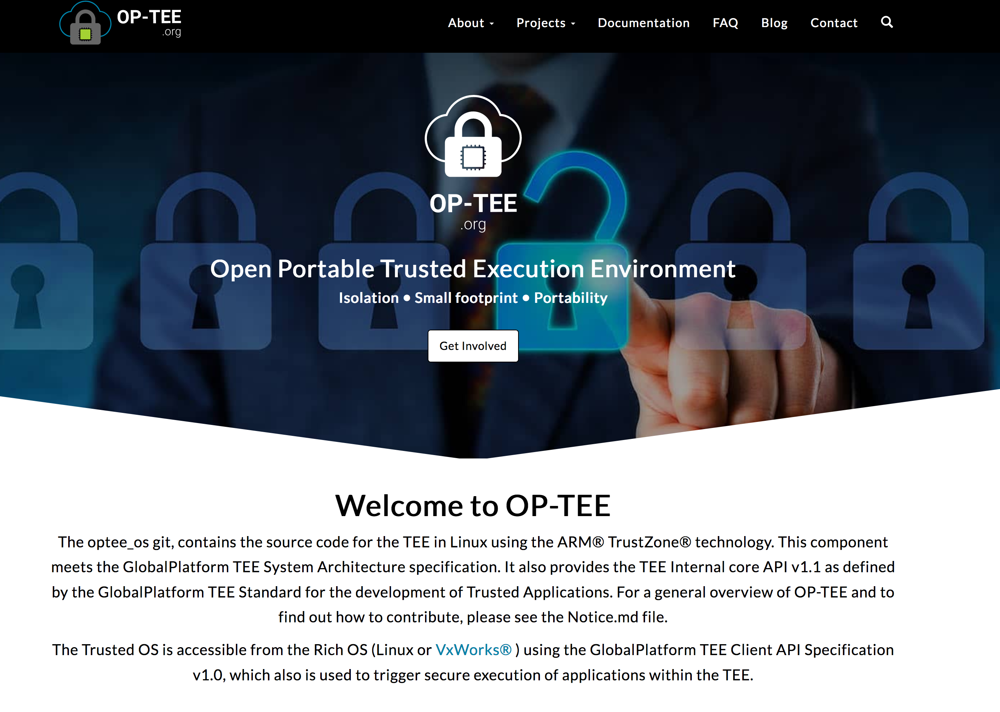 OP-TEE
.org
About
Projects
Documentation
FAQ
Blog
Contact
OP-TEE
.org
Open Portable Trusted Execution Environment
Isolation • Small footprint • Portability
Get Involved
Welcome to OP-TEE
The optee_os git, contains the source code for the TEE in Linux using the ARM® TrustZone® technology. This component
meets the GlobalPlatform TEE System Architecture specification. It also provides the TEE Internal core API v1.1 as defined
by the GlobalPlatform TEE Standard for the development of Trusted Applications. For a general overview of OP-TEE and to
find out how to contribute, please see the Notice.md file.
The Trusted OS is accessible from the Rich OS (Linux or VxWorks® ) using the GlobalPlatform TEE Client API Specification
v1.0, which also is used to trigger secure execution of applications within the TEE.